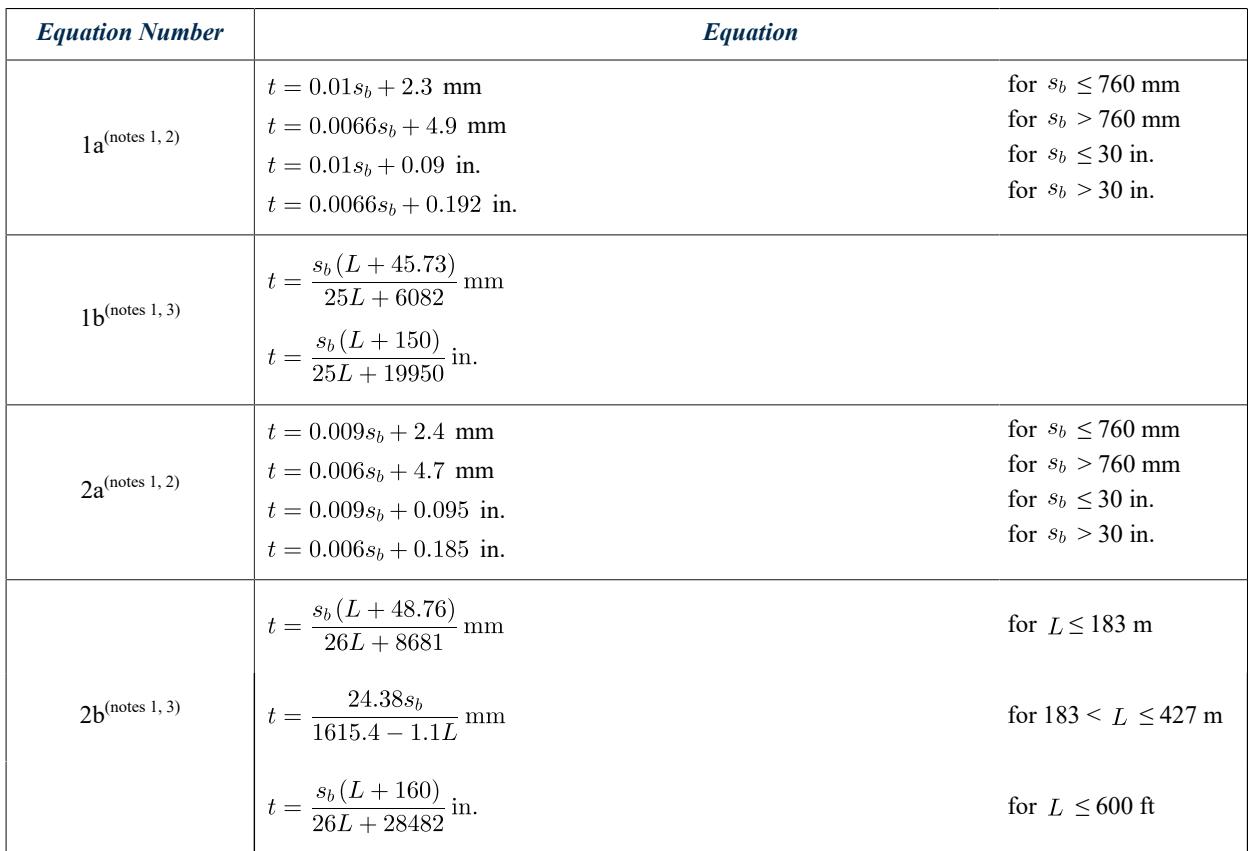 Equation Number Equation
1a(notes 1, 2)
t = 0.01s_b + 2.3 mm for s_b ≤ 760 mm
t = 0.0066s_b + 4.9 mm for s_b > 760 mm
t = 0.01s_b + 0.09 in. for s_b ≤ 30 in.
t = 0.0066s_b + 0.192 in. for s_b > 30 in.
1b(notes 1, 3)
t = \frac{s_b(L + 45.73)}{25L + 6082} mm
t = \frac{s_b(L + 150)}{25L + 19950} in.
2a(notes 1, 2)
t = 0.009s_b + 2.4 mm for s_b ≤ 760 mm
t = 0.006s_b + 4.7 mm for s_b > 760 mm
t = 0.009s_b + 0.095 in. for s_b ≤ 30 in.
t = 0.006s_b + 0.185 in. for s_b > 30 in.
2b(notes 1, 3)
t = \frac{s_b(L + 48.76)}{26L + 8681} mm for L ≤ 183 m
t = \frac{24.38s_b}{1615.4 − 1.1L} mm for 183 < L ≤ 427 m
t = \frac{s_b(L + 160)}{26L + 28482} in. for L ≤ 600 ft